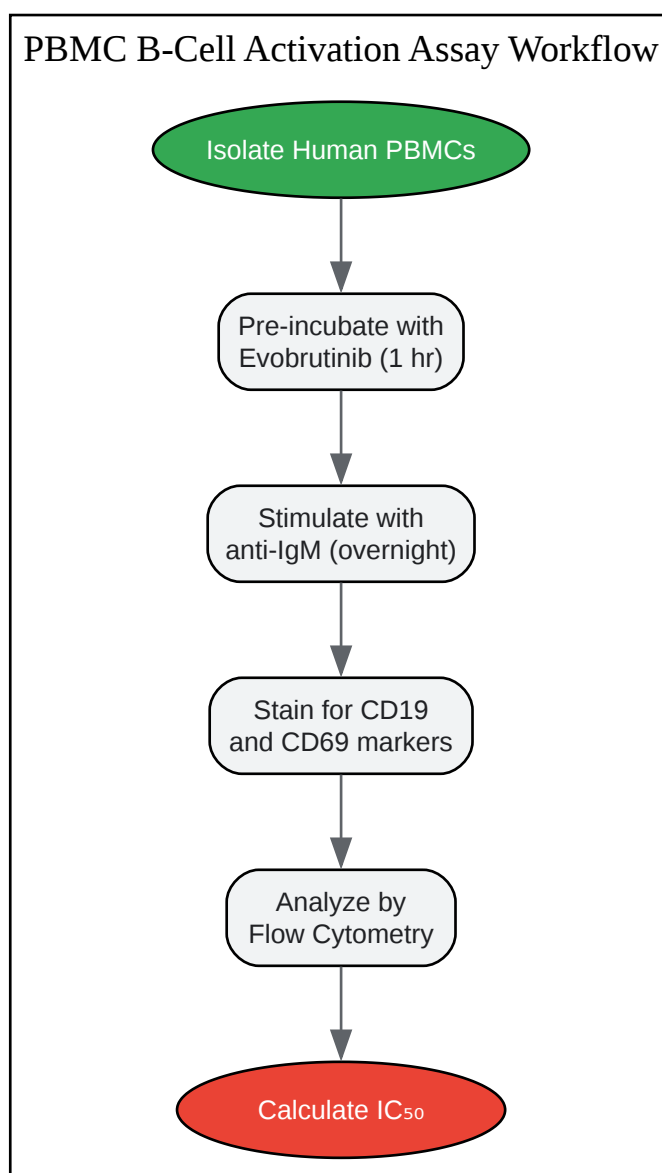 PBMC B-Cell Activation Assay Workflow
Isolate Human PBMCs
Pre-incubate with
Evobrutinib (1 hr)
Stimulate with
anti-IgM (overnight)
Stain for CD19
and CD69 markers
Analyze by
Flow Cytometry
Calculate IC₅₀